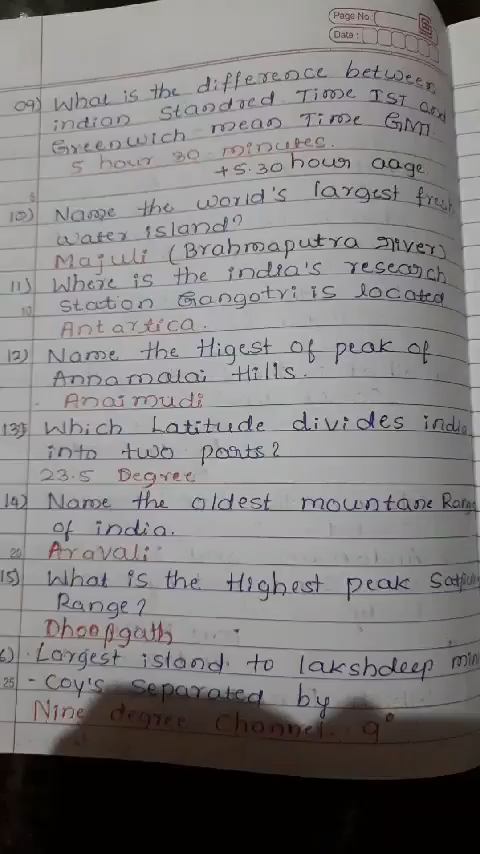 Page No.
Date :
09) What is the difference between
indian Standred Time IST and
Greenwich mean Time GMT
5 hour 30 minutes.
+5.30 hour aage
10) Name the world's largest fresh
water island?
Majuli (Brahmaputra River)
11) Where is the india's research
10 Station Gangotri is located
Antartica.
12) Name the Higest of peak of
Annamalai Hills.
Anaimudi
13) Which Latitude divides india
into two parts?
23.5 Degree
14) Name the oldest mountane Range
of india.
20 Aravali
15) What is the Highest peak
Range?
Dhoopgath
6) Largest island to lakshdeep mini
25 - Coy's separated by
Nine degree Channel. 9°